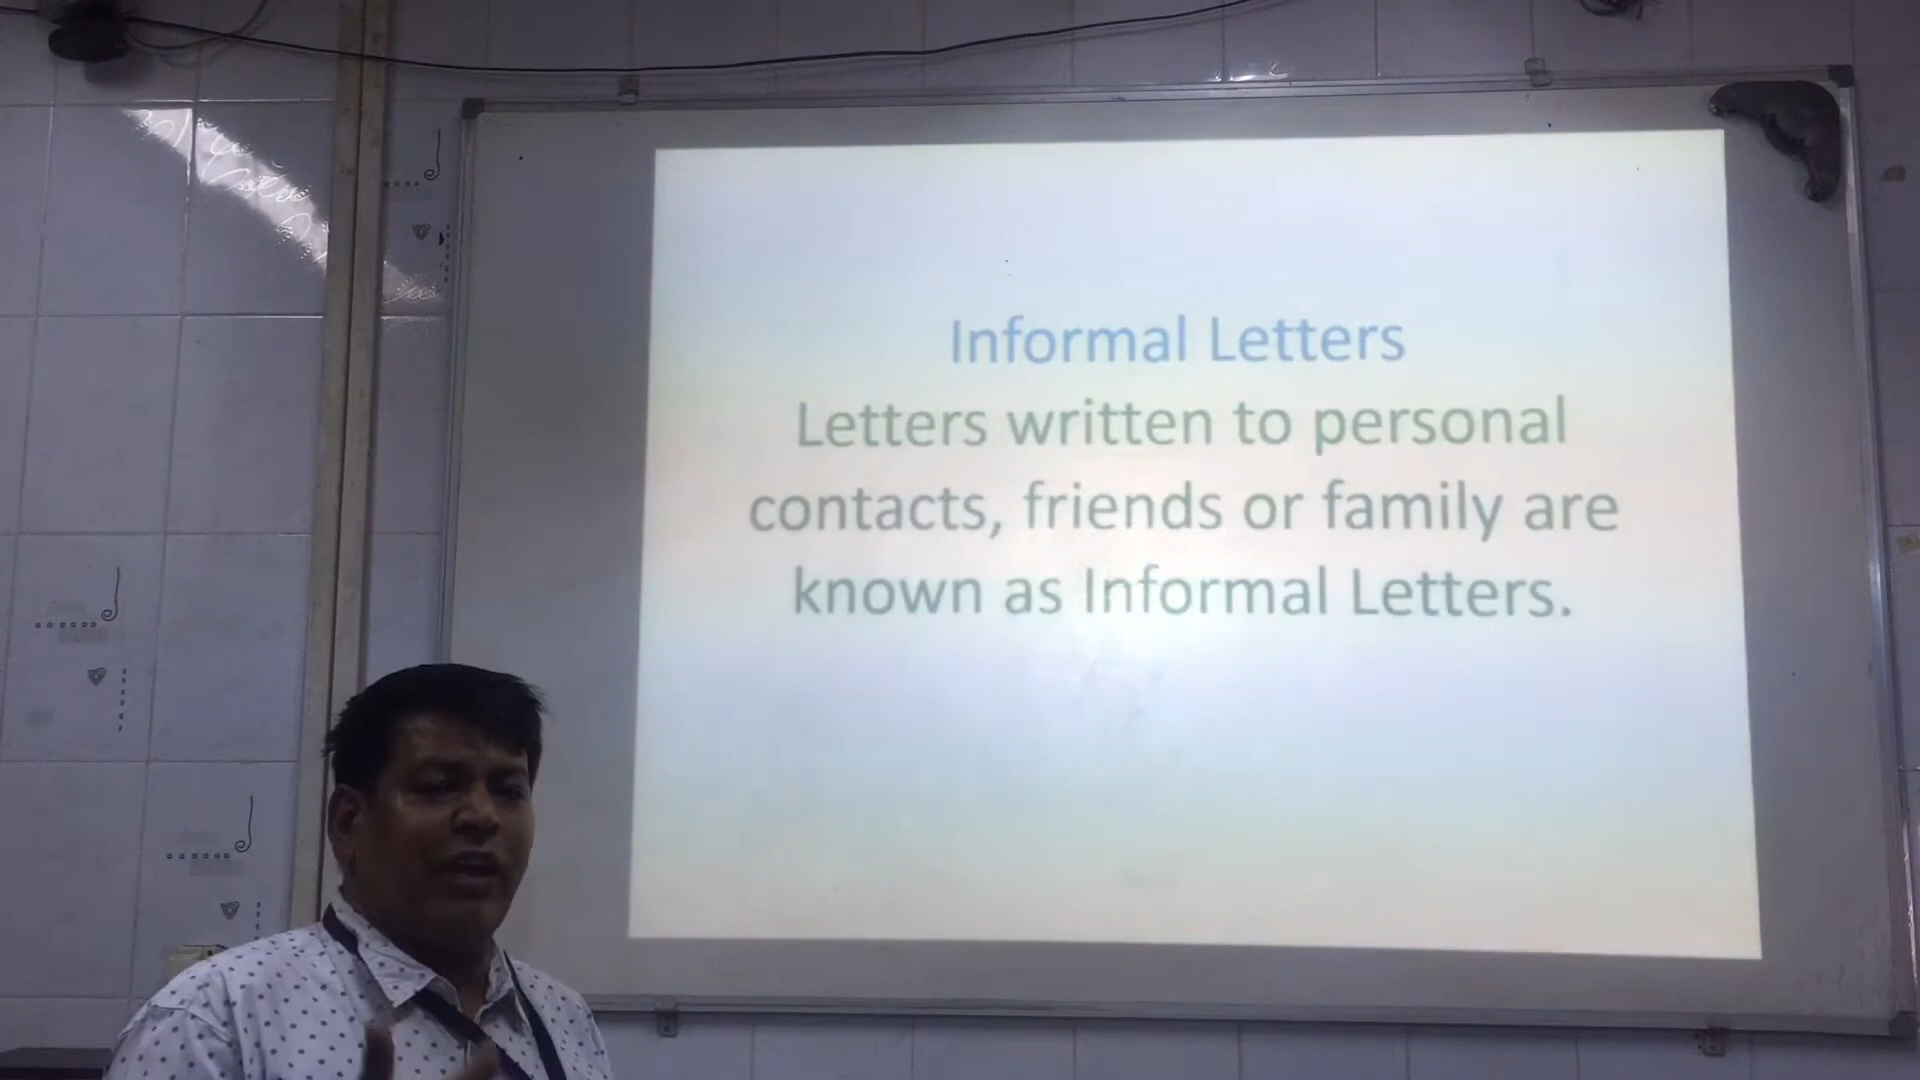 Informal Letters
Letters written to personal
contacts, friends or family are
known as Informal Letters.